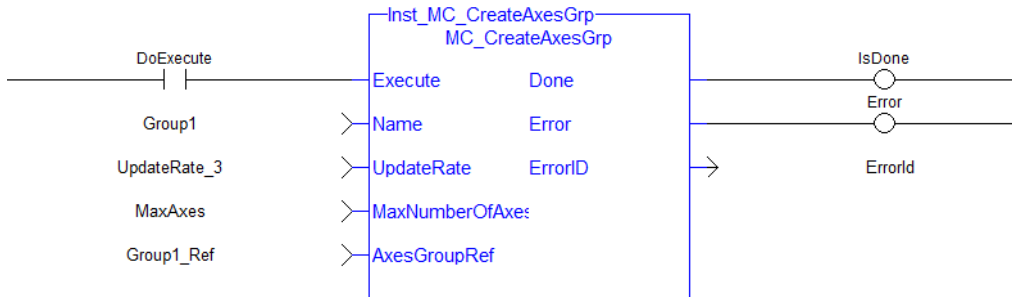 Inst_MC_CreateAxesGrp
MC_CreateAxesGrp
DoExecute
Execute
Done
IsDone
Group1
Name
Error
Error
UpdateRate_3
UpdateRate
ErrorID
ErrorId
MaxAxes
MaxNumberOfAxes
Group1_Ref
AxesGroupRef